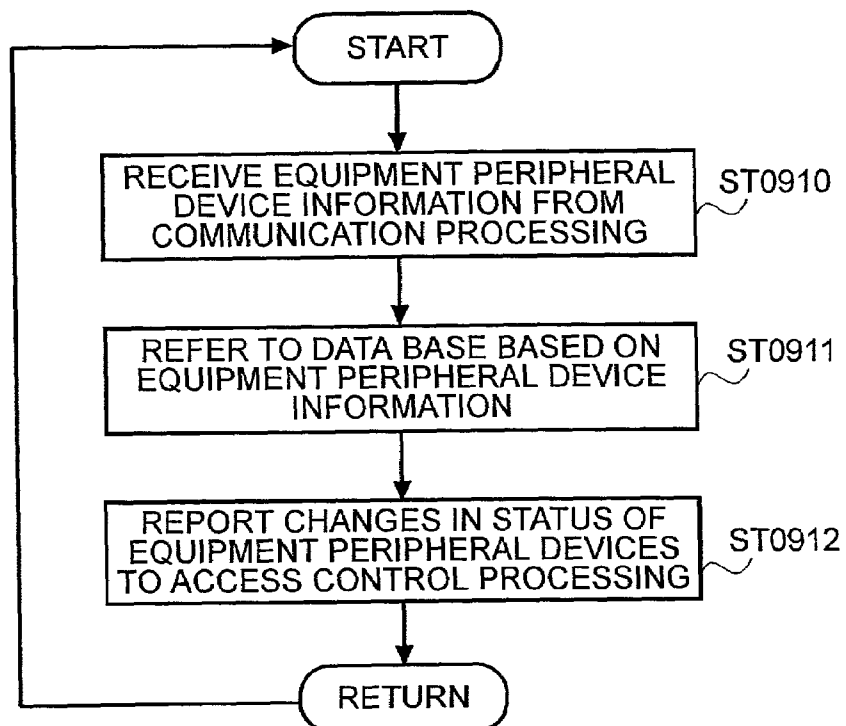 START
RECEIVE EQUIPMENT PERIPHERAL
DEVICE INFORMATION FROM
COMMUNICATION PROCESSING
ST0910
REFER TO DATA BASE BASED ON
EQUIPMENT PERIPHERAL DEVICE
INFORMATION
ST0911
REPORT CHANGES IN STATUS OF
EQUIPMENT PERIPHERAL DEVICES
TO ACCESS CONTROL PROCESSING
ST0912
RETURN